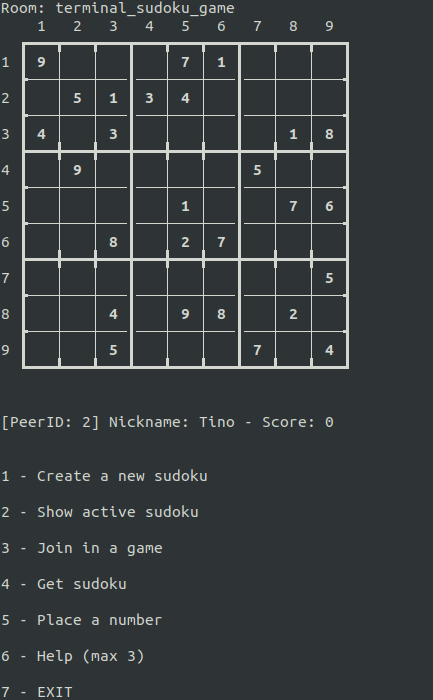 Room: terminal_sudoku_game
1 2 3 4 5 6 7 8 9
1 9 7 1
2 5 1 3 4
3 4 3 1 8
4 9 5
5 1 7 6
6 8 2 7
7 5
8 4 9 8 2
9 5 7 4
[PeerID: 2] Nickname: Tino - Score: 0
1 - Create a new sudoku
2 - Show active sudoku
3 - Join in a game
4 - Get sudoku
5 - Place a number
6 - Help (max 3)
7 - EXIT